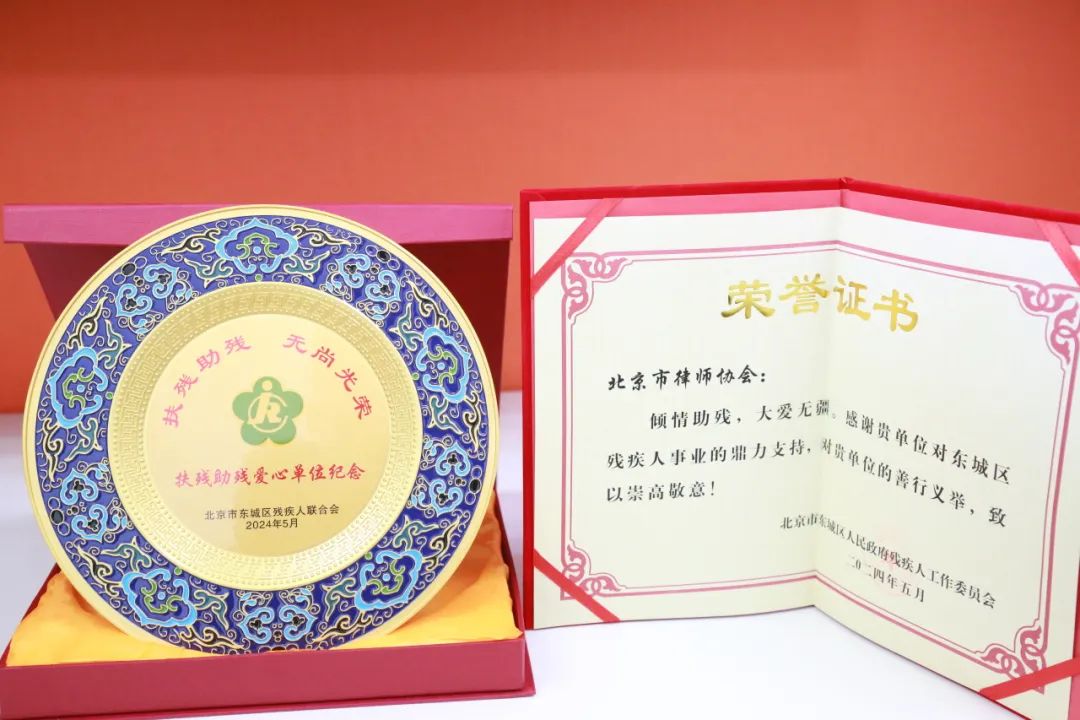 扶残助残 无尚光荣
扶残助残爱心单位纪念
北京市东城区残疾人联合会
2024年5月
荣誉证书
北京市律师协会：
倾情助残，大爱无疆。感谢贵单位对东城区
残疾人事业的鼎力支持，对贵单位的善行义举，致
以崇高敬意！
北京市东城区人民政府残疾人工作委员会
二〇二四年五月